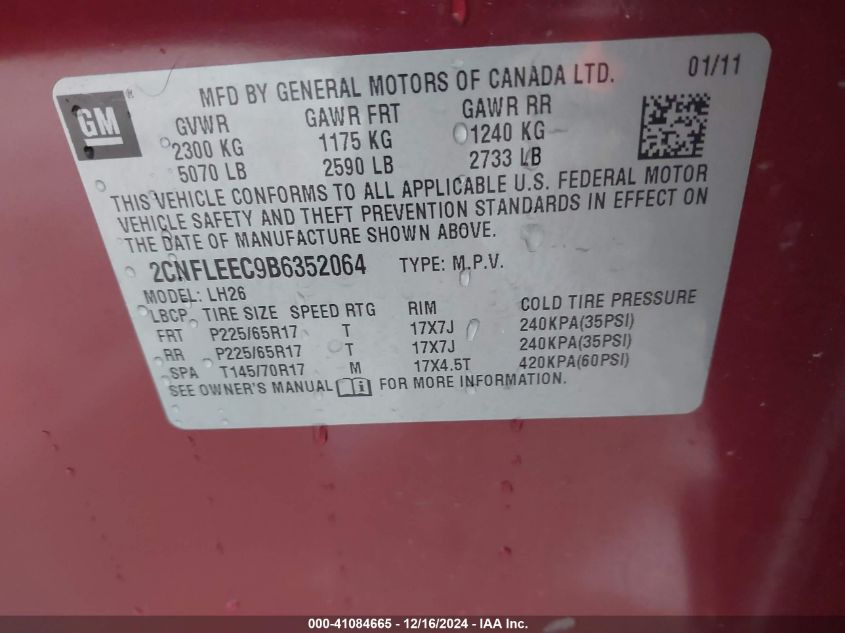 GM®
MFD BY GENERAL MOTORS OF CANADA LTD. 01/11
GVWR GAWR FRT GAWR RR
2300 KG 1175 KG 1240 KG
5070 LB 2590 LB 2733 LB
THIS VEHICLE CONFORMS TO ALL APPLICABLE U.S. FEDERAL MOTOR
VEHICLE SAFETY AND THEFT PREVENTION STANDARDS IN EFFECT ON
THE DATE OF MANUFACTURE SHOWN ABOVE.
2CNFLEEC9B6352064 TYPE: M.P.V.
MODEL: LH26
LBCP TIRE SIZE SPEED RTG RIM COLD TIRE PRESSURE
FRT P225/65R17 T 17X7J 240KPA(35PSI)
RR P225/65R17 T 17X7J 240KPA(35PSI)
SPA T145/70R17 M 17X4.5T 420KPA(60PSI)
SEE OWNER'S MANUAL FOR MORE INFORMATION.
000-41084665 - 12/16/2024 - IAA Inc.